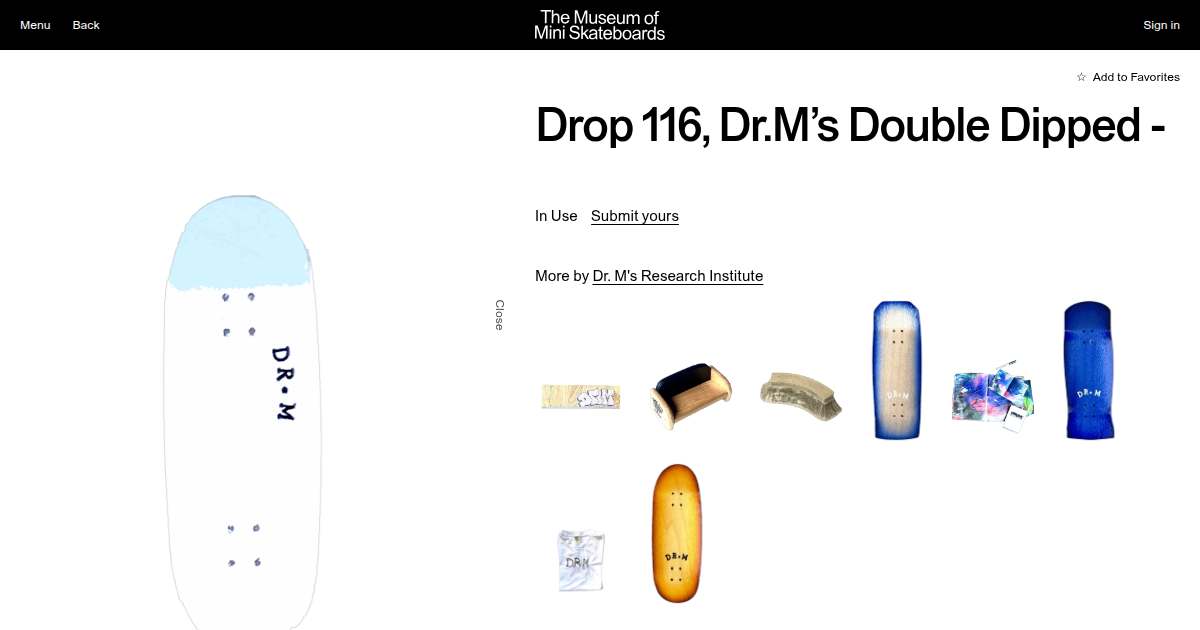 Menu
Back
The Museum of
Mini Skateboards
Sign in
☆ Add to Favorites
Drop 116, Dr.M’s Double Dipped -
In Use
Submit yours
More by Dr. M's Research Institute
Close
DR•M
DR•M
DR•M
DR•M